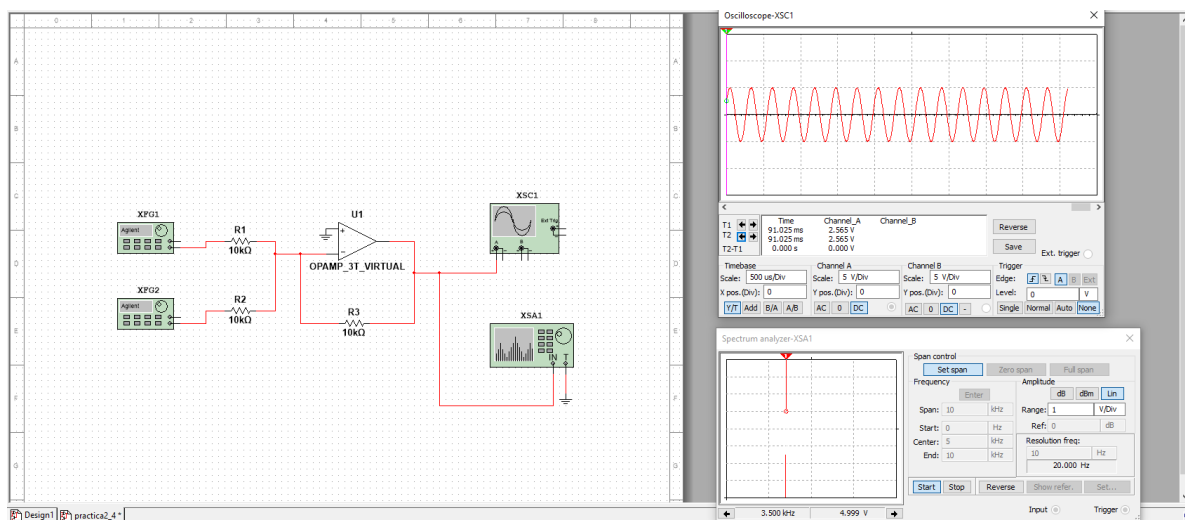 0 1 2 3 4 5 6 7 8
A A
B B
C C
D D
E E
F F
G G
XFG1
Agilent
R1
10kΩ
XFG2
Agilent
R2
10kΩ
U1
OPAMP_3T_VIRTUAL
R3
10kΩ
XSC1
Ext Trig
A B
XSA1
IN T
Design1 practica2_4 *
Oscilloscope-XSC1
Time Channel_A Channel_B
T1 91.025 ms 2.565 V
T2 91.025 ms 2.565 V
T2-T1 0.000 s 0.000 V
Reverse
Save
Ext. trigger
Timebase Channel A Channel B Trigger
Scale: 500 us/Div Scale: 5 V/Div Scale: 5 V/Div Edge: A B Ext
X pos.(Div): 0 Y pos.(Div): 0 Y pos.(Div): 0 Level: 0 V
Y/T Add B/A A/B AC 0 DC AC 0 DC - Single Normal Auto None
Spectrum analyzer-XSA1
Span control
Set span Zero span Full span
Frequency Amplitude
Enter dB dBm Lin
Span: 10 kHz Range: 1 V/Div
Start: 0 Hz Ref: 0 dB
Center: 5 kHz Resolution freq:
End: 10 kHz 10 Hz
20.000 Hz
Start Stop Reverse Show refer. Set...
3.500 kHz 4.999 V Input Trigger